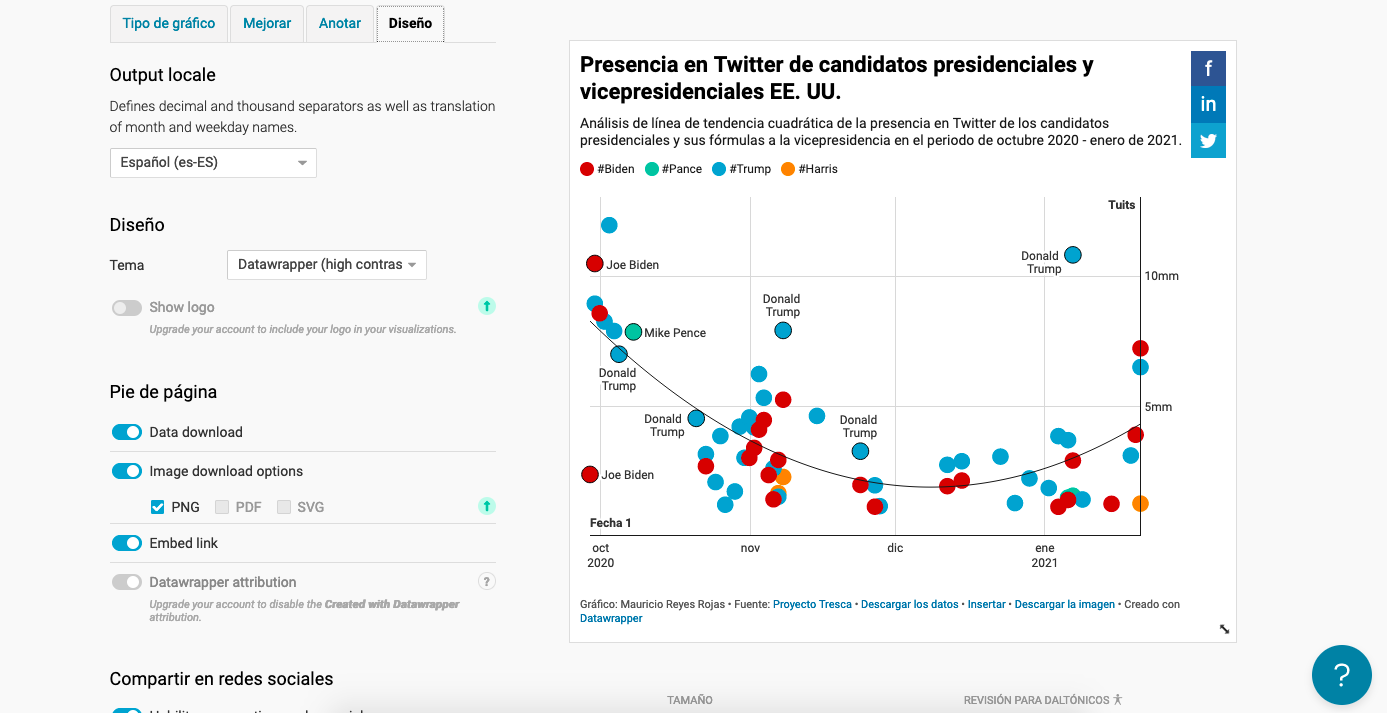 Tipo de gráfico
Mejorar
Anotar
Diseño
Output locale
Defines decimal and thousand separators as well as translation
of month and weekday names.
Español (es-ES)
Diseño
Tema
Datawrapper (high contras
Show logo
Upgrade your account to include your logo in your visualizations.
Pie de página
Data download
Image download options
PNG
PDF
SVG
Embed link
Datawrapper attribution
?
Upgrade your account to disable the Created with Datawrapper
attribution.
Compartir en redes sociales
Presencia en Twitter de candidatos presidenciales y
vicepresidenciales EE. UU.
f
in
Análisis de línea de tendencia cuadrática de la presencia en Twitter de los candidatos
presidenciales y sus fórmulas a la vicepresidencia en el periodo de octubre 2020 - enero de 2021.
#Biden
#Pance
#Trump
#Harris
Tuits
Joe Biden
Donald
Trump
10mm
Donald
Trump
Mike Pence
Donald
Trump
5mm
Donald
Trump
Donald
Trump
Joe Biden
Fecha 1
oct
2020
nov
dic
ene
2021
Gráfico: Mauricio Reyes Rojas • Fuente: Proyecto Tresca • Descargar los datos • Insertar • Descargar la imagen • Creado con
Datawrapper
TAMAÑO
REVISIÓN PARA DALTÓNICOS
?